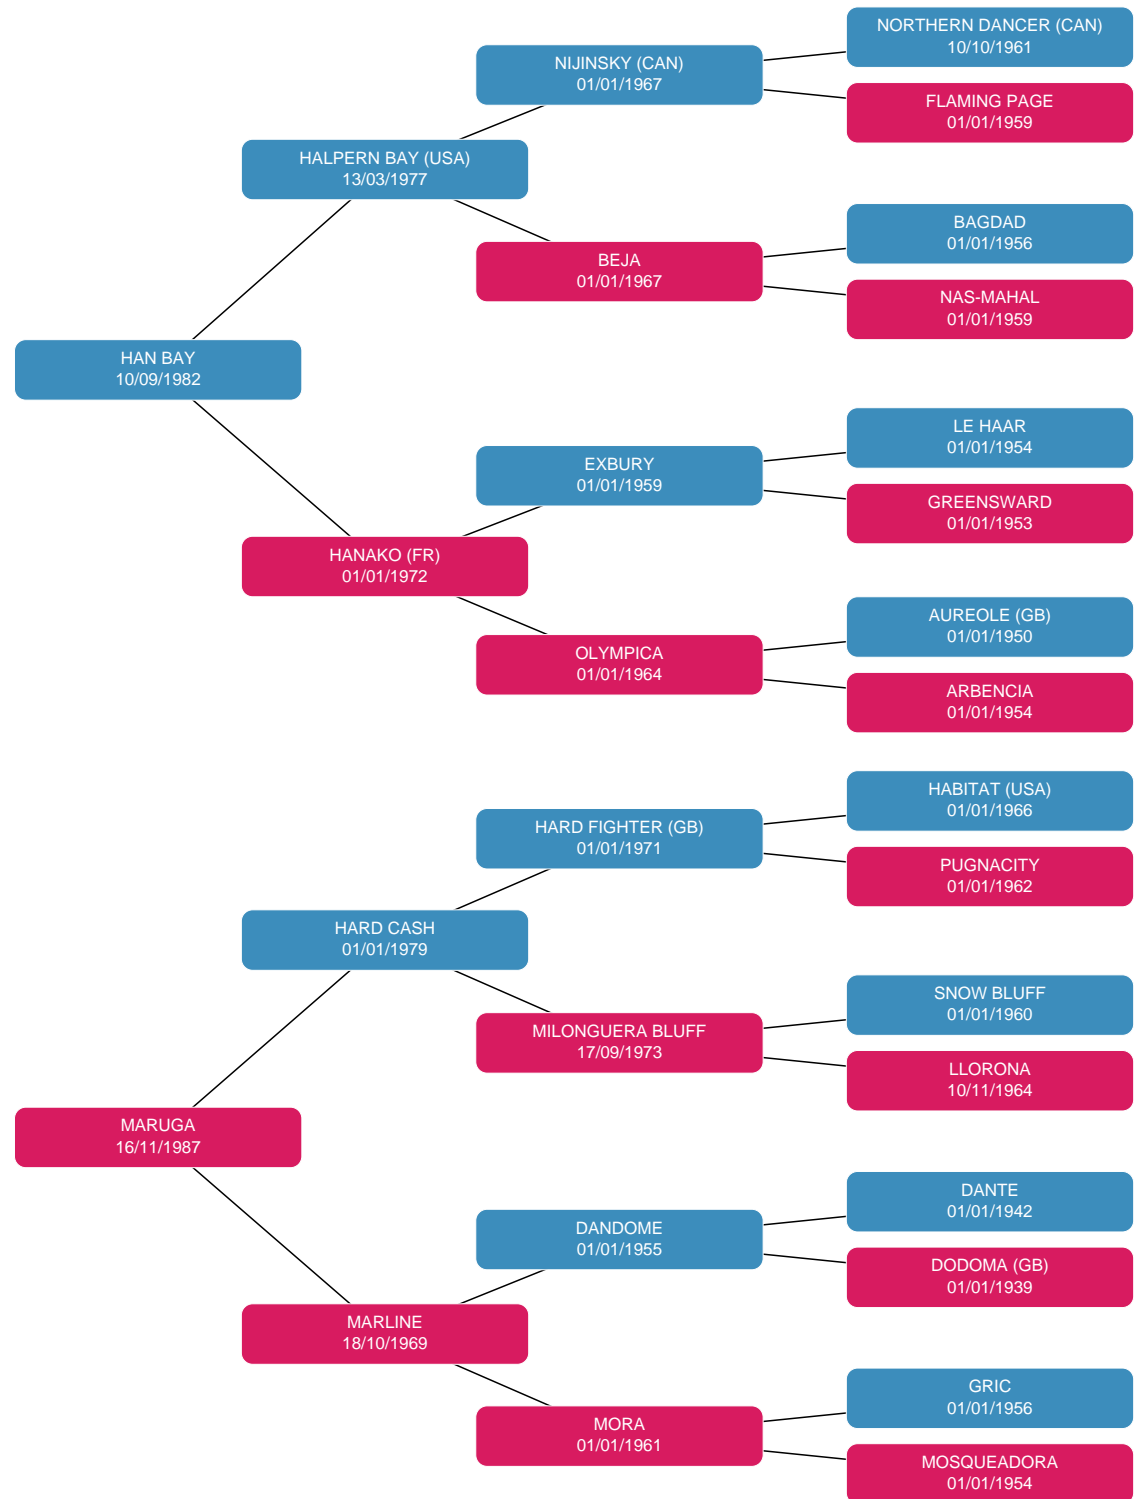 NORTHERN DANCER (CAN)
10/10/1961
NIJINSKY (CAN)
01/01/1967
FLAMING PAGE
01/01/1959
HALPERN BAY (USA)
13/03/1977
BAGDAD
01/01/1956
BEJA
01/01/1967
NAS-MAHAL
01/01/1959
HAN BAY
10/09/1982
LE HAAR
01/01/1954
EXBURY
01/01/1959
GREENSWARD
01/01/1953
HANAKO (FR)
01/01/1972
AUREOLE (GB)
01/01/1950
OLYMPICA
01/01/1964
ARBENCIA
01/01/1954
HABITAT (USA)
01/01/1966
HARD FIGHTER (GB)
01/01/1971
PUGNACITY
01/01/1962
HARD CASH
01/01/1979
SNOW BLUFF
01/01/1960
MILONGUERA BLUFF
17/09/1973
LLORONA
10/11/1964
MARUGA
16/11/1987
DANTE
01/01/1942
DANDOME
01/01/1955
DODOMA (GB)
01/01/1939
MARLINE
18/10/1969
GRIC
01/01/1956
MORA
01/01/1961
MOSQUEADORA
01/01/1954